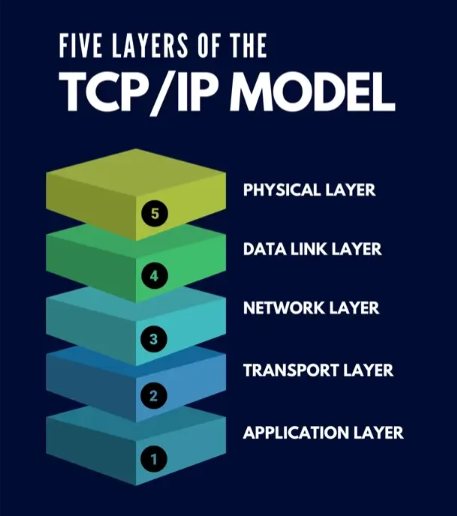 FIVE LAYERS OF THE
TCP/IP MODEL
5 PHYSICAL LAYER
4 DATA LINK LAYER
3 NETWORK LAYER
2 TRANSPORT LAYER
1 APPLICATION LAYER